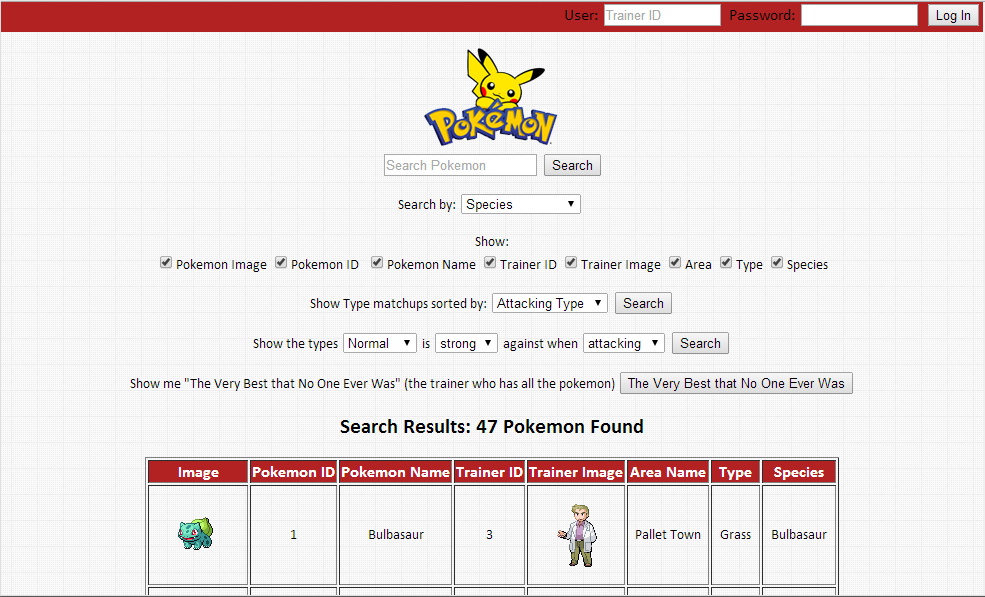 User: Trainer ID Password: Log In
POKéMON
Search Pokemon Search
Search by: Species
Show:
Pokemon Image Pokemon ID Pokemon Name Trainer ID Trainer Image Area Type Species
Show Type matchups sorted by: Attacking Type Search
Show the types Normal is strong against when attacking Search
Show me "The Very Best that No One Ever Was" (the trainer who has all the pokemon) The Very Best that No One Ever Was
Search Results: 47 Pokemon Found
Image Pokemon ID Pokemon Name Trainer ID Trainer Image Area Name Type Species
1 Bulbasaur 3 Pallet Town Grass Bulbasaur